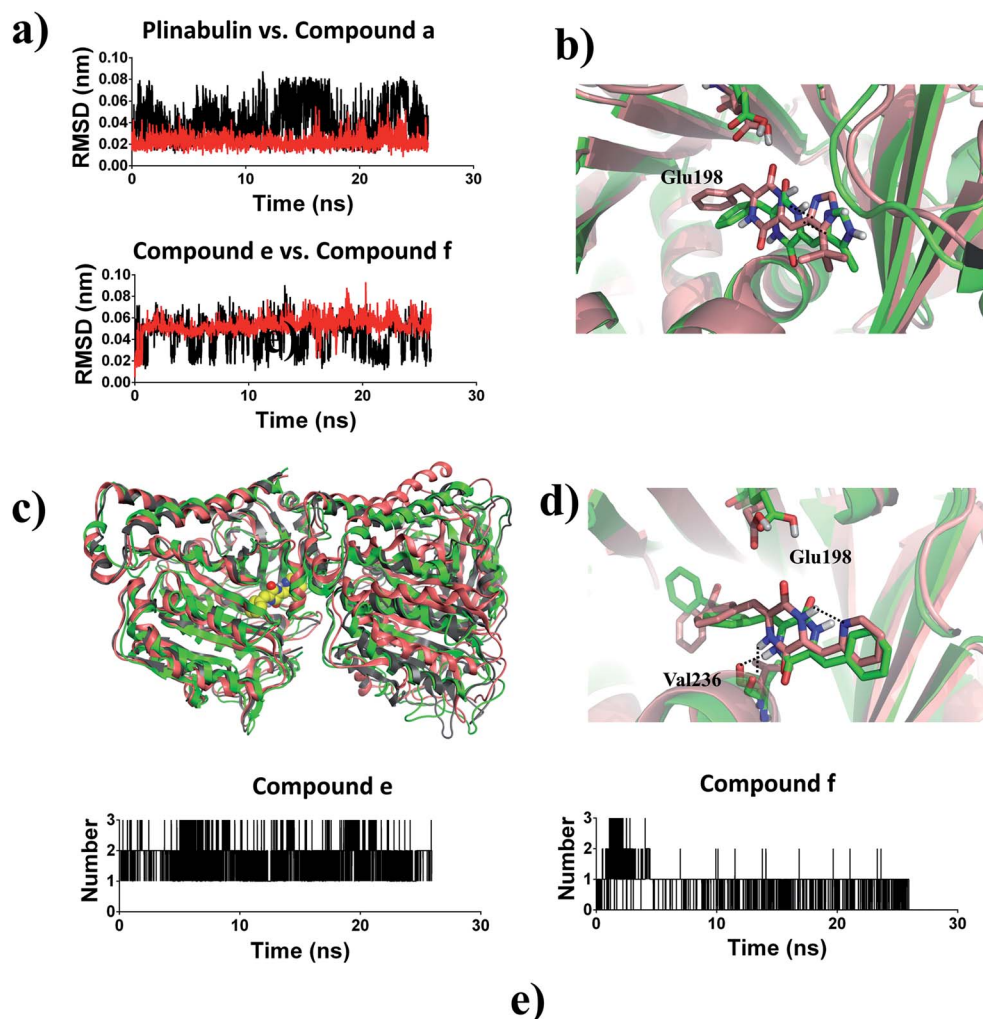 a)
Plinabulin vs. Compound a
RMSD (nm)
0.10
0.08
0.06
0.04
0.02
0.00
0 10 20 30
Time (ns)
Compound e vs. Compound f
RMSD (nm)
0.10
0.08
0.06
0.04
0.02
0.00
e)
0 10 20 30
Time (ns)
b)
Glu198
c)
d)
Glu198
Val236
Compound e
Number
3
2
1
0 10 20 30
Time (ns)
Compound f
Number
3
2
1
0
0 10 20 30
Time (ns)
e)